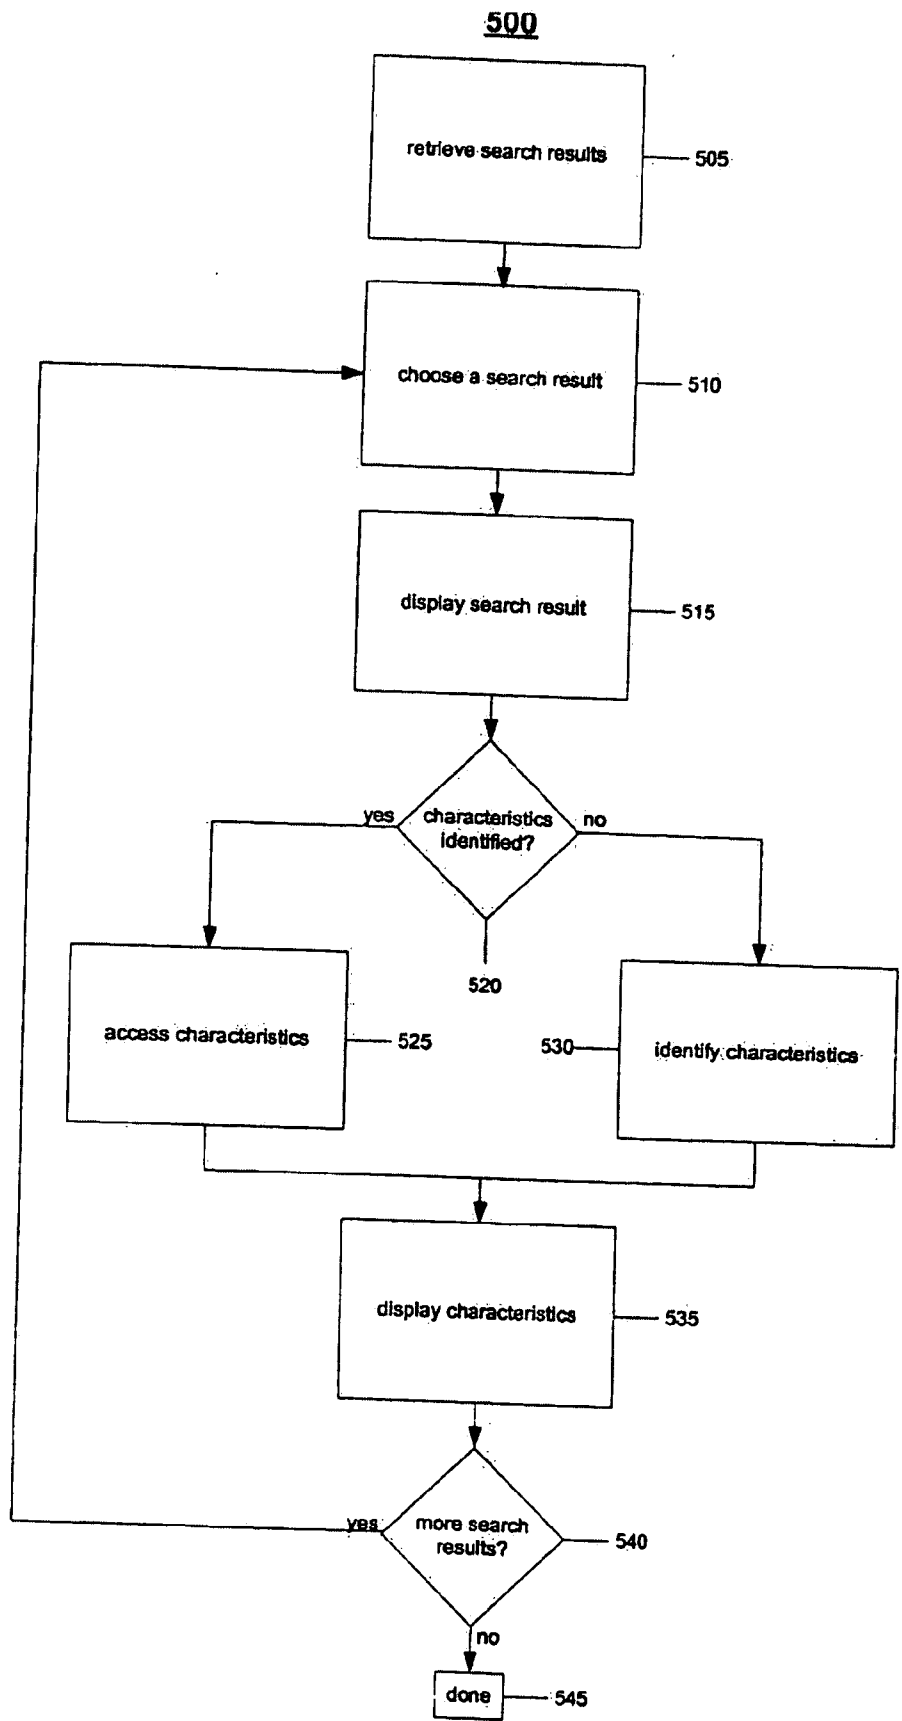 500
retrieve search results
505
choose a search result
510
display search result
515
yes
characteristics
identified?
no
520
access characteristics
525
530
identify characteristics
display characteristics
535
yes
more search
results?
540
no
done
545